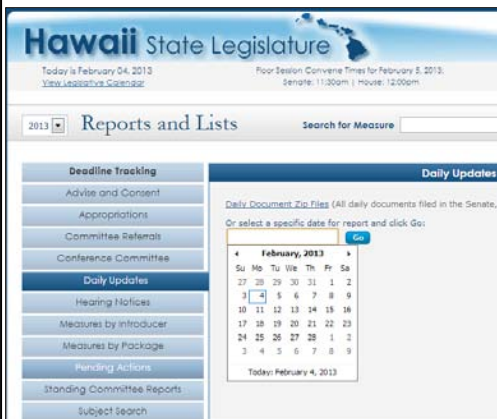 Hawaii State Legislature
Today is February 04, 2013
View Legislative Calendar
Floor Session Convene Times for February 5, 2013:
Senate: 11:30am | House: 12:00pm
2013
Reports and Lists
Search for Measure
Deadline Tracking
Advise and Consent
Appropriations
Committee Referrals
Conference Committee
Daily Updates
Hearing Notices
Measures by Introducer
Measures by Package
Pending Actions
Standing Committee Reports
Subject Search
Daily Updates
Daily Document Zip Files (All daily documents filed in the Senate,
Or select a specific date for report and click Go:
Go
February, 2013
Su Mo Tu We Th Fr Sa
27 28 29 30 31 1 2
3 4 5 6 7 8 9
10 11 12 13 14 15 16
17 18 19 20 21 22 23
24 25 26 27 28 1 2
3 4 5 6 7 8 9
Today: February 4, 2013